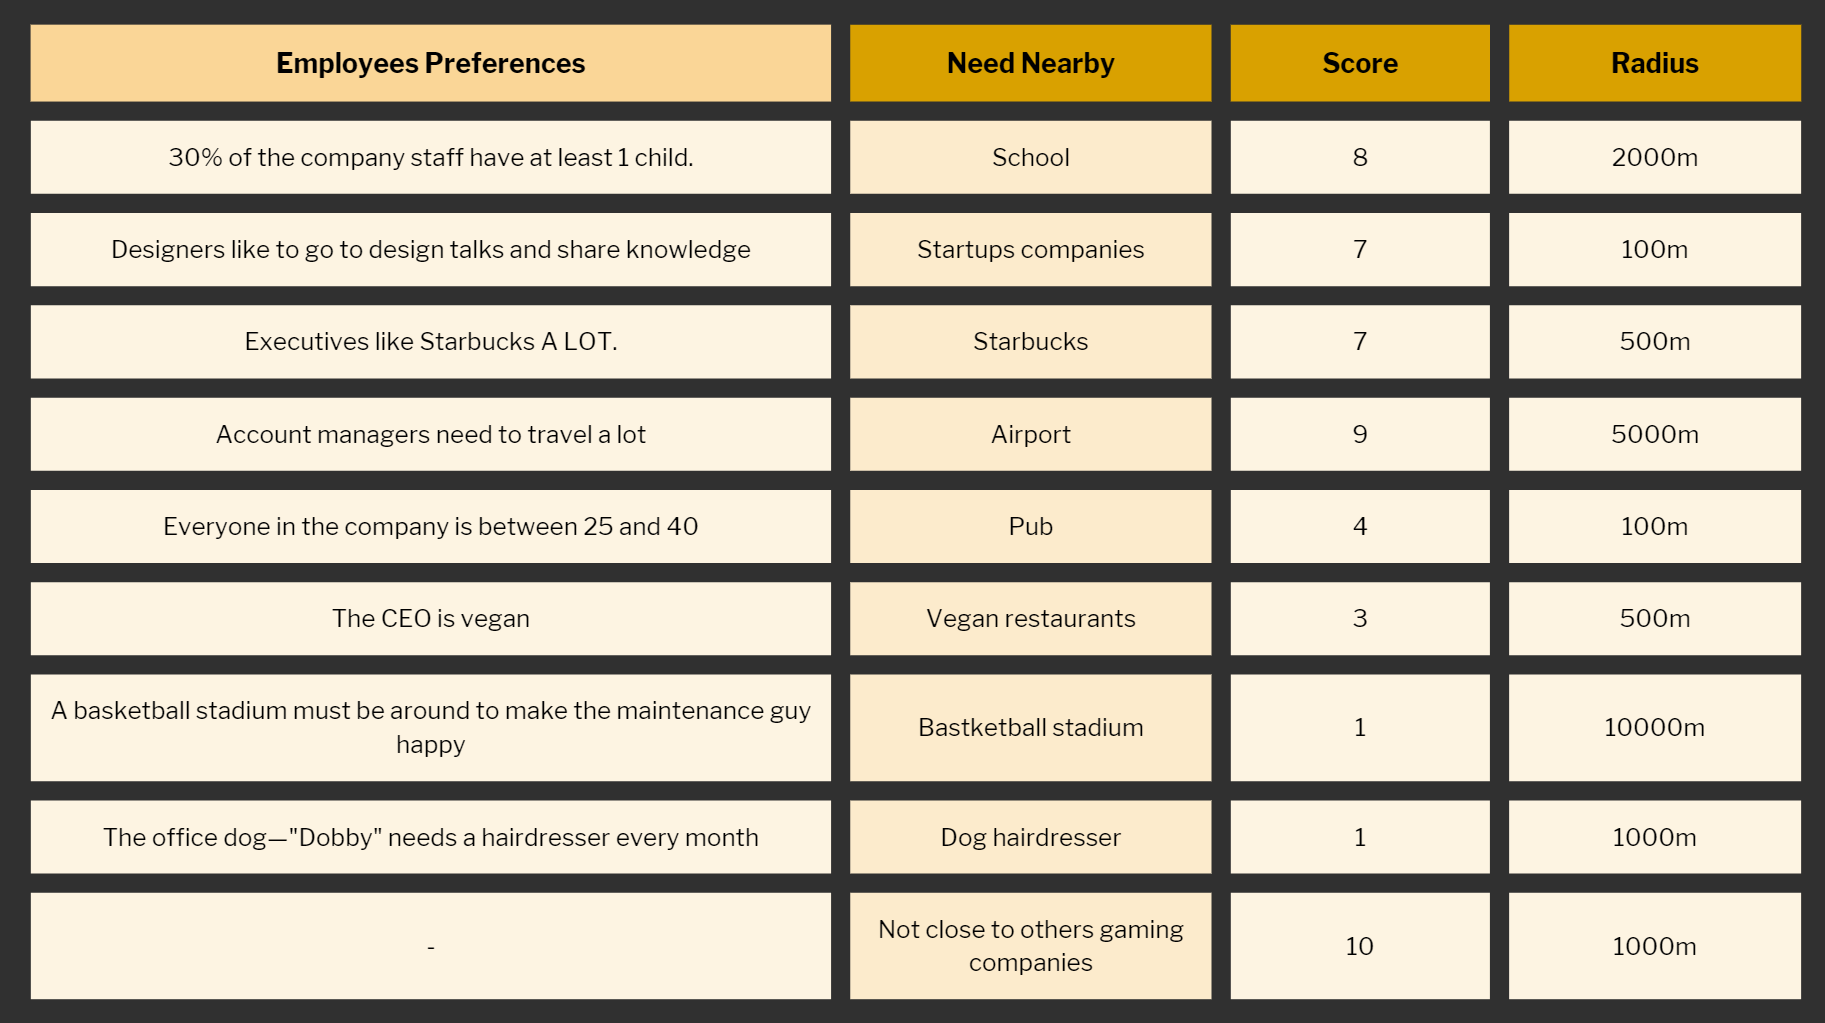 Employees Preferences Need Nearby Score Radius
30% of the company staff have at least 1 child. School 8 2000m
Designers like to go to design talks and share knowledge Startups companies 7 100m
Executives like Starbucks A LOT. Starbucks 7 500m
Account managers need to travel a lot Airport 9 5000m
Everyone in the company is between 25 and 40 Pub 4 100m
The CEO is vegan Vegan restaurants 3 500m
A basketball stadium must be around to make the maintenance guy
happy
Bastketball stadium 1 10000m
The office dog—"Dobby" needs a hairdresser every month Dog hairdresser 1 1000m
-
Not close to others gaming
companies
10 1000m